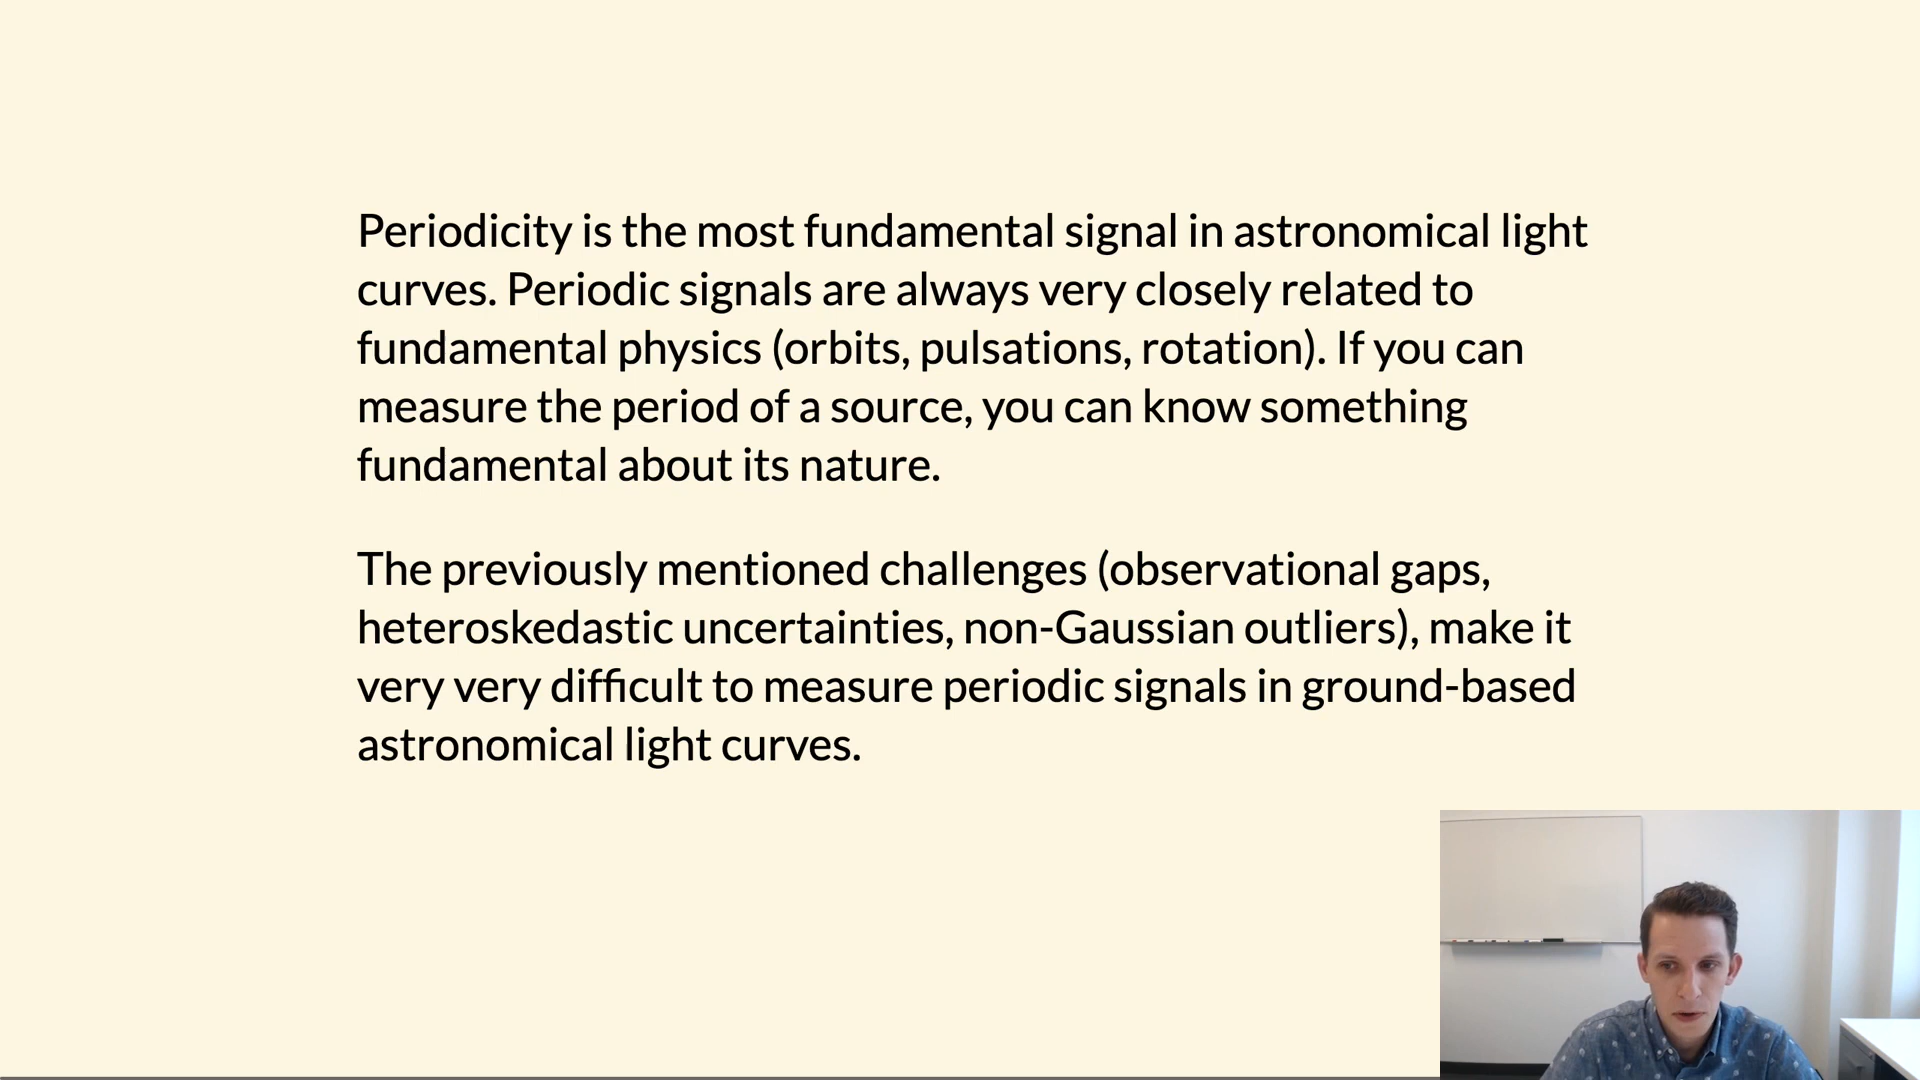 Periodicity is the most fundamental signal in astronomical light
curves. Periodic signals are always very closely related to
fundamental physics (orbits, pulsations, rotation). If you can
measure the period of a source, you can know something
fundamental about its nature.
The previously mentioned challenges (observational gaps,
heteroskedastic uncertainties, non-Gaussian outliers), make it
very very difficult to measure periodic signals in ground-based
astronomical light curves.